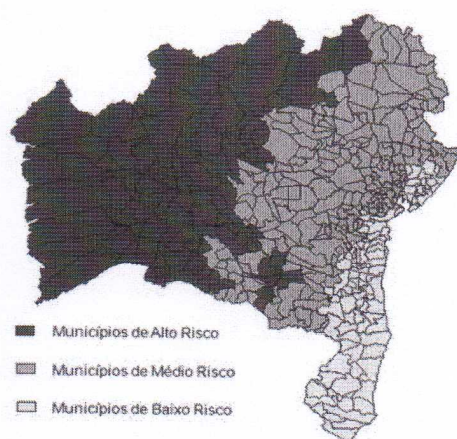 Municípios de Alto Risco
Municípios de Médio Risco
Municípios de Baixo Risco